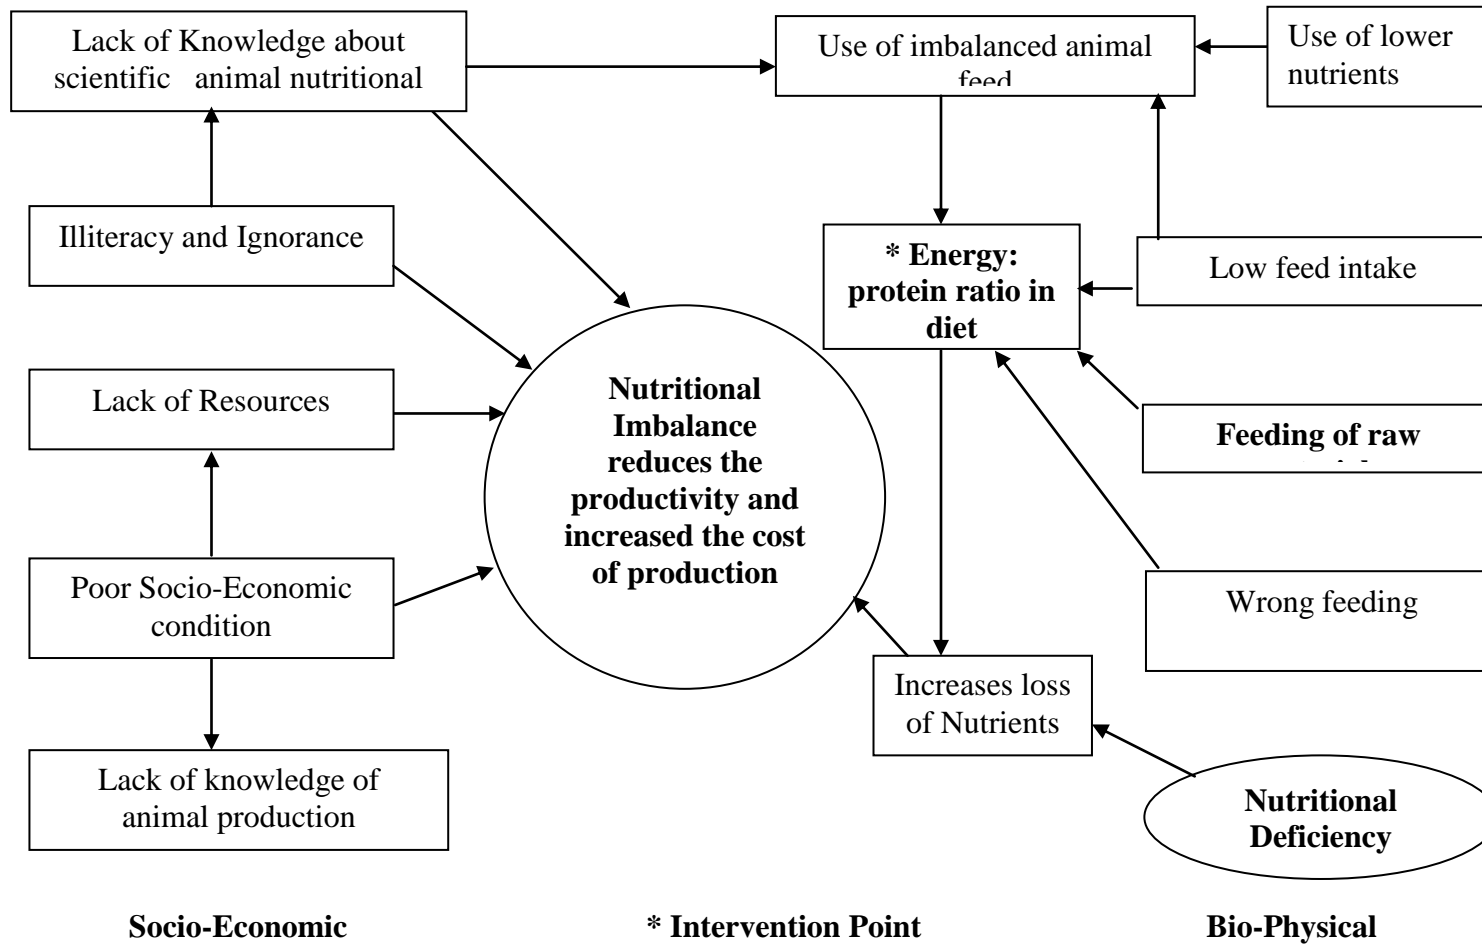 Lack of Knowledge about
scientific animal nutritional
Use of imbalanced animal
feed
Use of lower
nutrients
Illiteracy and Ignorance
* Energy:
protein ratio in
diet
Low feed intake
Lack of Resources
Nutritional
Imbalance
reduces the
productivity and
increased the cost
of production
Feeding of raw
Poor Socio-Economic
condition
Wrong feeding
Increases loss
of Nutrients
Lack of knowledge of
animal production
Nutritional
Deficiency
Socio-Economic
* Intervention Point
Bio-Physical